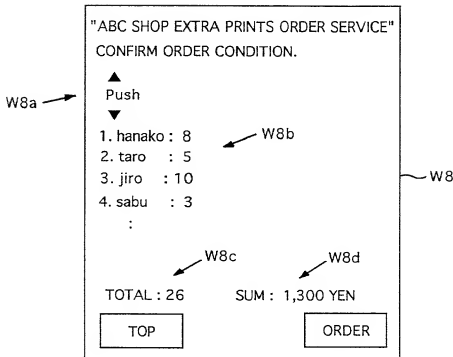 "ABC SHOP EXTRA PRINTS ORDER SERVICE"
CONFIRM ORDER CONDITION.
▲
Push
▼
W8a
1. hanako : 8
W8b
2. taro : 5
3. jiro : 10
W8
4. sabu : 3
:
W8c
W8d
TOTAL : 26 SUM : 1,300 YEN
TOP ORDER